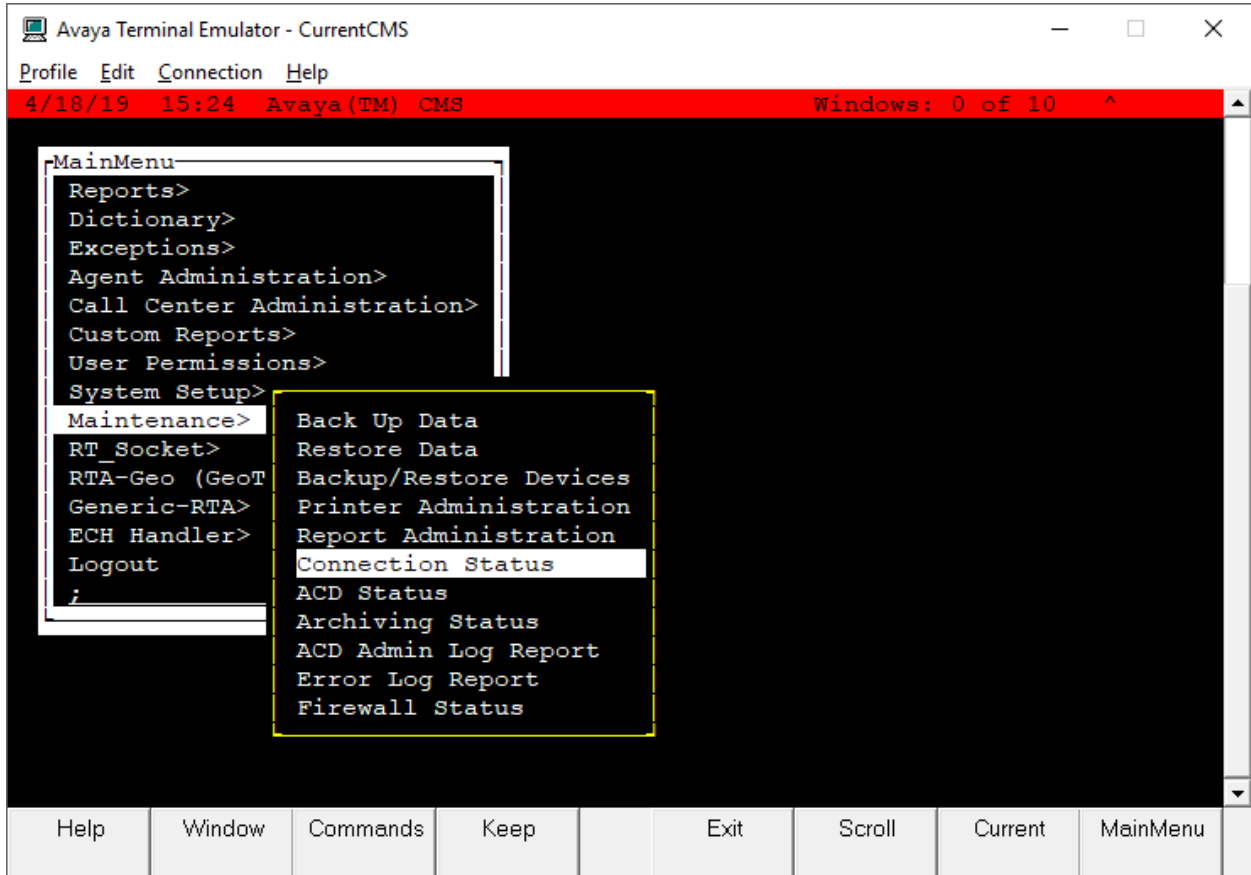 Avaya Terminal Emulator - CurrentCMS
Profile Edit Connection Help
4/18/19 15:24 Avaya(TM) CMS Windows: 0 of 10 ^
MainMenu
Reports>
Dictionary>
Exceptions>
Agent Administration>
Call Center Administration>
Custom Reports>
User Permissions>
System Setup>
Maintenance>
RT_Socket>
RTA-Geo (GeoT
Generic-RTA>
ECH Handler>
Logout
;
Back Up Data
Restore Data
Backup/Restore Devices
Printer Administration
Report Administration
Connection Status
ACD Status
Archiving Status
ACD Admin Log Report
Error Log Report
Firewall Status
Help Window Commands Keep Exit Scroll Current MainMenu